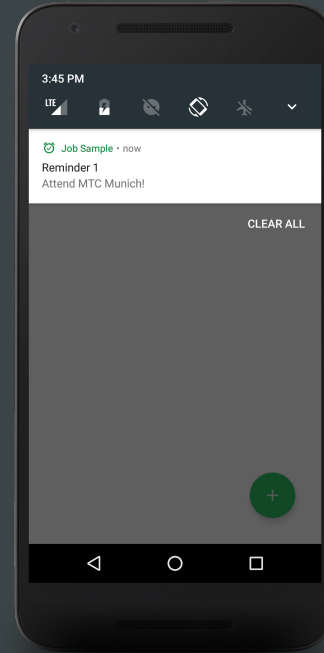 3:45 PM
LTE
Job Sample • now
Reminder 1
Attend MTC Munich!
CLEAR ALL